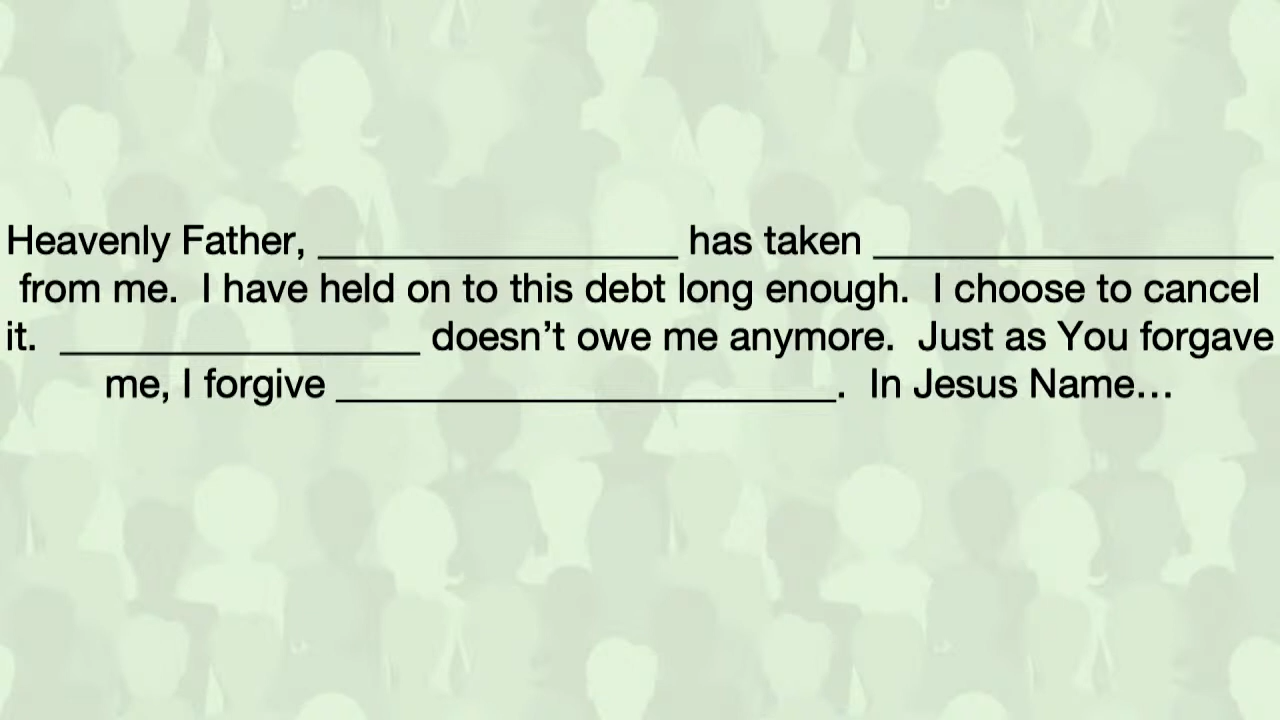 Heavenly Father, __________________ has taken ____________________
from me.  I have held on to this debt long enough.  I choose to cancel
it.  __________________ doesn’t owe me anymore.  Just as You forgave
me, I forgive _________________________.  In Jesus Name…